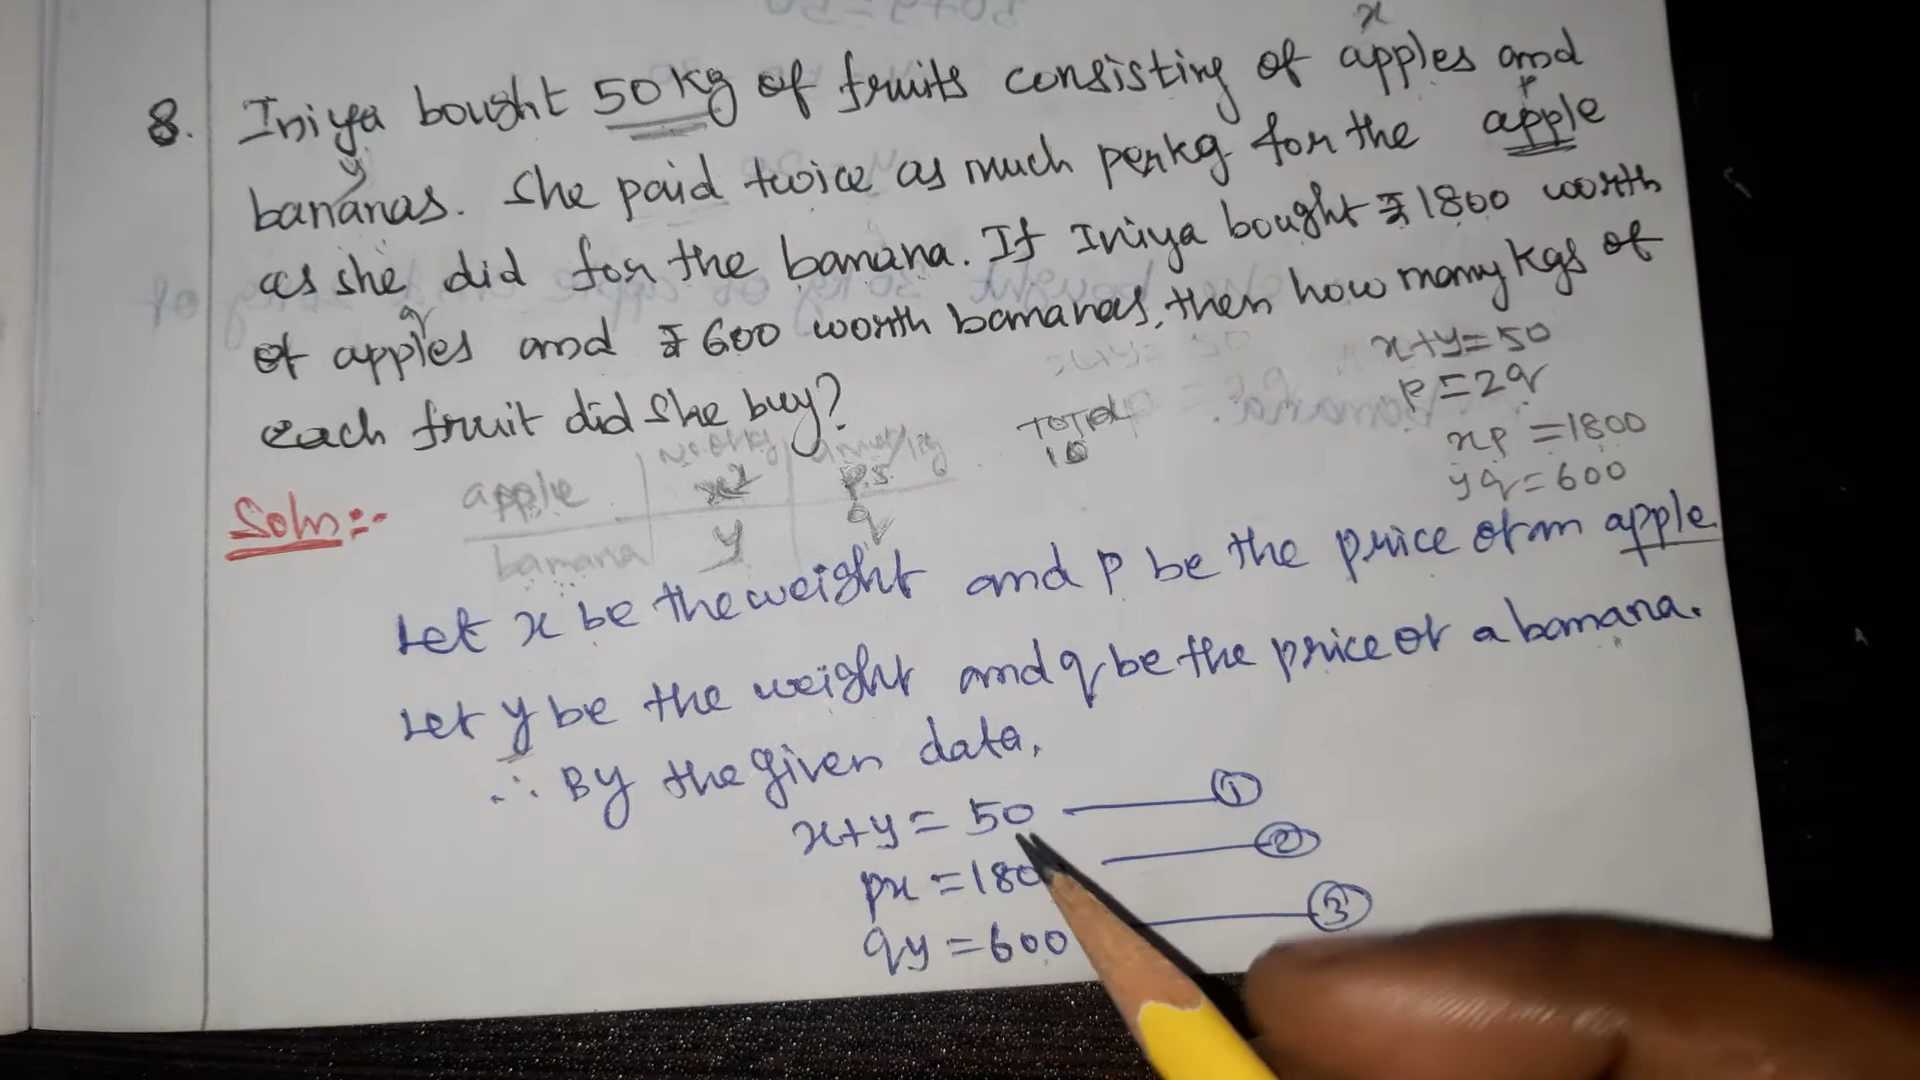 x
8. Iniya bought 50 kg of fruits consisting of apples and
y
p
bananas. She paid twice as much per kg for the apple
as she did for the banana. If Iniya bought ₹ 1800 worth
q
of apples and ₹ 600 worth bananas, then how many kgs of
each fruit did she buy?
x+y=50
p=2q
xp=1800
yq=600
TOTAL
10
apple x p
banana y q
Soln:-
Let x be the weight and p be the price of an apple.
Let y be the weight and q be the price of a banana.
∴ By the given data,
x+y=50 ①
px=180 ②
qy=600 ③